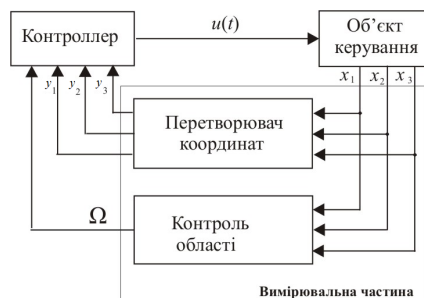 Контроллер
u(t)
Об’єкт
керування
x₁ x₂ x₃
y₁ y₂ y₃
Перетворювач
координат
Ω
Контроль
області
Вимірювальна частина